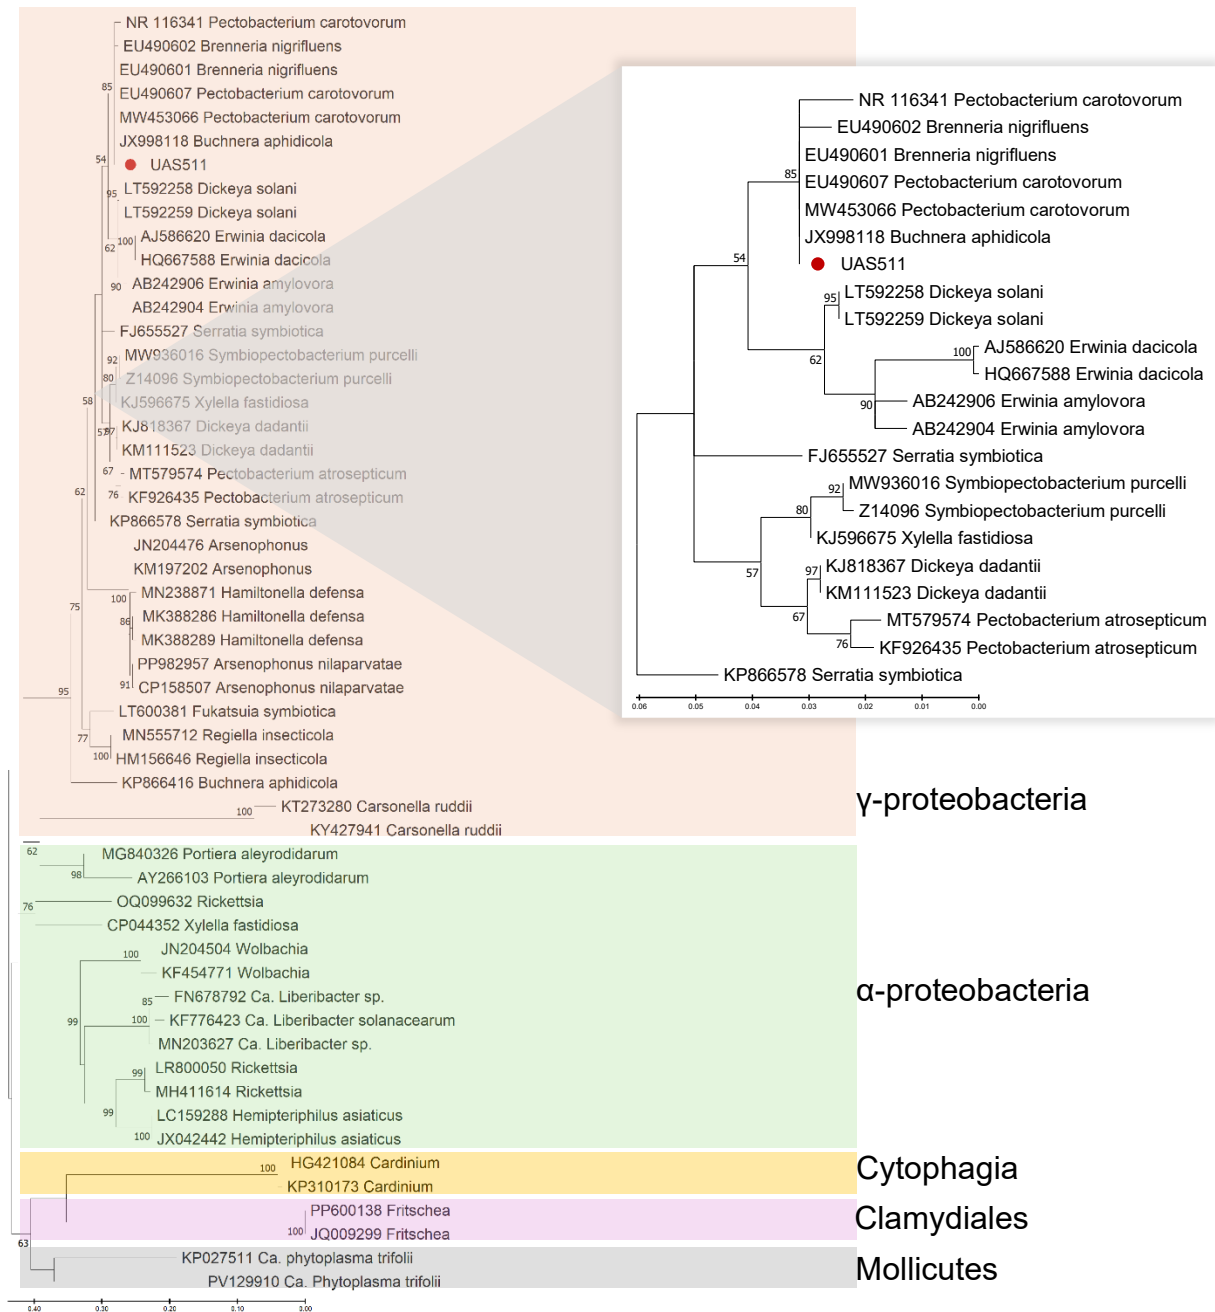 NR 116341 Pectobacterium carotovorum
EU490602 Brenneria nigrifluens
EU490601 Brenneria nigrifluens
85
EU490607 Pectobacterium carotovorum
MW453066 Pectobacterium carotovorum
JX998118 Buchnera aphidicola
54
UAS511
95
LT592258 Dickeya solani
LT592259 Dickeya solani
100
AJ586620 Erwinia dacicola
62
HQ667588 Erwinia dacicola
90
AB242906 Erwinia amylovora
AB242904 Erwinia amylovora
FJ655527 Serratia symbiotica
92
MW936016 Symbiopectobacterium purcelli
80
Z14096 Symbiopectobacterium purcelli
58
KJ596675 Xylella fastidiosa
57
97
KJ818367 Dickeya dadantii
KM111523 Dickeya dadantii
67
MT579574 Pectobacterium atrosepticum
62
76
KF926435 Pectobacterium atrosepticum
KP866578 Serratia symbiotica
JN204476 Arsenophonus
KM197202 Arsenophonus
100
MN238871 Hamiltonella defensa
75
86
MK388286 Hamiltonella defensa
MK388289 Hamiltonella defensa
PP982957 Arsenophonus nilaparvatae
95
91
CP158507 Arsenophonus nilaparvatae
LT600381 Fukatsuia symbiotica
77
MN555712 Regiella insecticola
100
HM156646 Regiella insecticola
KP866416 Buchnera aphidicola
100
KT273280 Carsonella ruddii
KY427941 Carsonella ruddii
NR 116341 Pectobacterium carotovorum
EU490602 Brenneria nigrifluens
EU490601 Brenneria nigrifluens
85
EU490607 Pectobacterium carotovorum
MW453066 Pectobacterium carotovorum
JX998118 Buchnera aphidicola
54
UAS511
95
LT592258 Dickeya solani
LT592259 Dickeya solani
100
AJ586620 Erwinia dacicola
62
HQ667588 Erwinia dacicola
90
AB242906 Erwinia amylovora
AB242904 Erwinia amylovora
FJ655527 Serratia symbiotica
92
MW936016 Symbiopectobacterium purcelli
80
Z14096 Symbiopectobacterium purcelli
KJ596675 Xylella fastidiosa
57
97
KJ818367 Dickeya dadantii
KM111523 Dickeya dadantii
67
MT579574 Pectobacterium atrosepticum
76
KF926435 Pectobacterium atrosepticum
KP866578 Serratia symbiotica
0.06 0.05 0.04 0.03 0.02 0.01 0.00
γ-proteobacteria
62
MG840326 Portiera aleyrodidarum
98
AY266103 Portiera aleyrodidarum
76
OQ099632 Rickettsia
CP044352 Xylella fastidiosa
100
JN204504 Wolbachia
KF454771 Wolbachia
85
FN678792 Ca. Liberibacter sp.
99
100
KF776423 Ca. Liberibacter solanacearum
MN203627 Ca. Liberibacter sp.
99
LR800050 Rickettsia
MH411614 Rickettsia
99
LC159288 Hemipteriphilus asiaticus
100
JX042442 Hemipteriphilus asiaticus
α-proteobacteria
100
HG421084 Cardinium
KP310173 Cardinium
Cytophagia
PP600138 Fritschea
100
JQ009299 Fritschea
Clamydiales
63
KP027511 Ca. phytoplasma trifolii
PV129910 Ca. Phytoplasma trifolii
Mollicutes
0.40 0.30 0.20 0.10 0.00